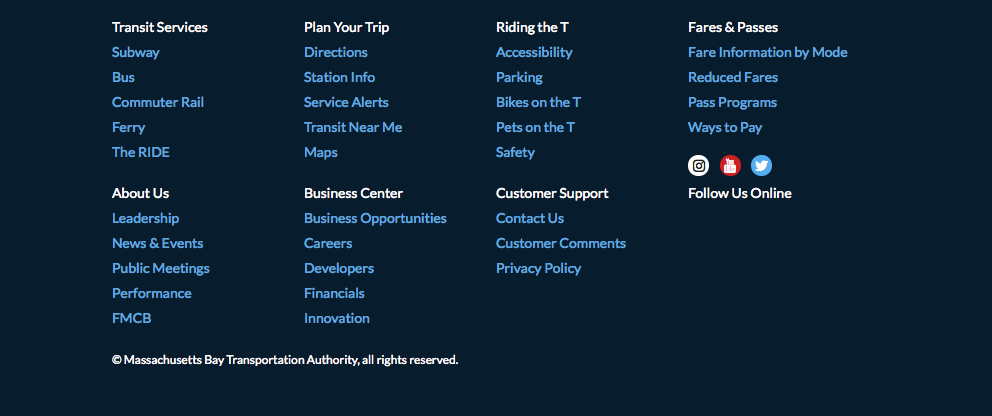 Transit Services
Subway
Bus
Commuter Rail
Ferry
The RIDE
Plan Your Trip
Directions
Station Info
Service Alerts
Transit Near Me
Maps
Riding the T
Accessibility
Parking
Bikes on the T
Pets on the T
Safety
Fares & Passes
Fare Information by Mode
Reduced Fares
Pass Programs
Ways to Pay
About Us
Leadership
News & Events
Public Meetings
Performance
FMCB
Business Center
Business Opportunities
Careers
Developers
Financials
Innovation
Customer Support
Contact Us
Customer Comments
Privacy Policy
Follow Us Online
© Massachusetts Bay Transportation Authority, all rights reserved.